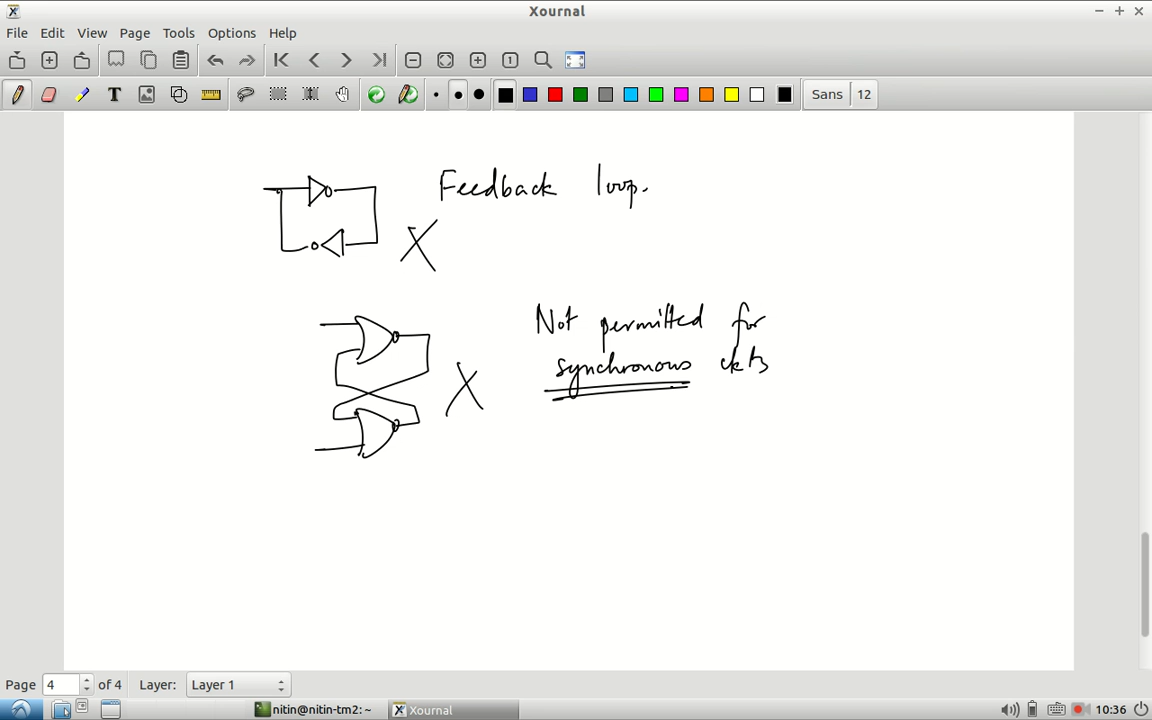 Xournal
File Edit View Page Tools Options Help
Sans 12
Feedback loop.
X
Not permitted for
synchronous ckts
X
Page 4 of 4 Layer: Layer 1
nitin@nitin-tm2: ~ Xournal 10:36